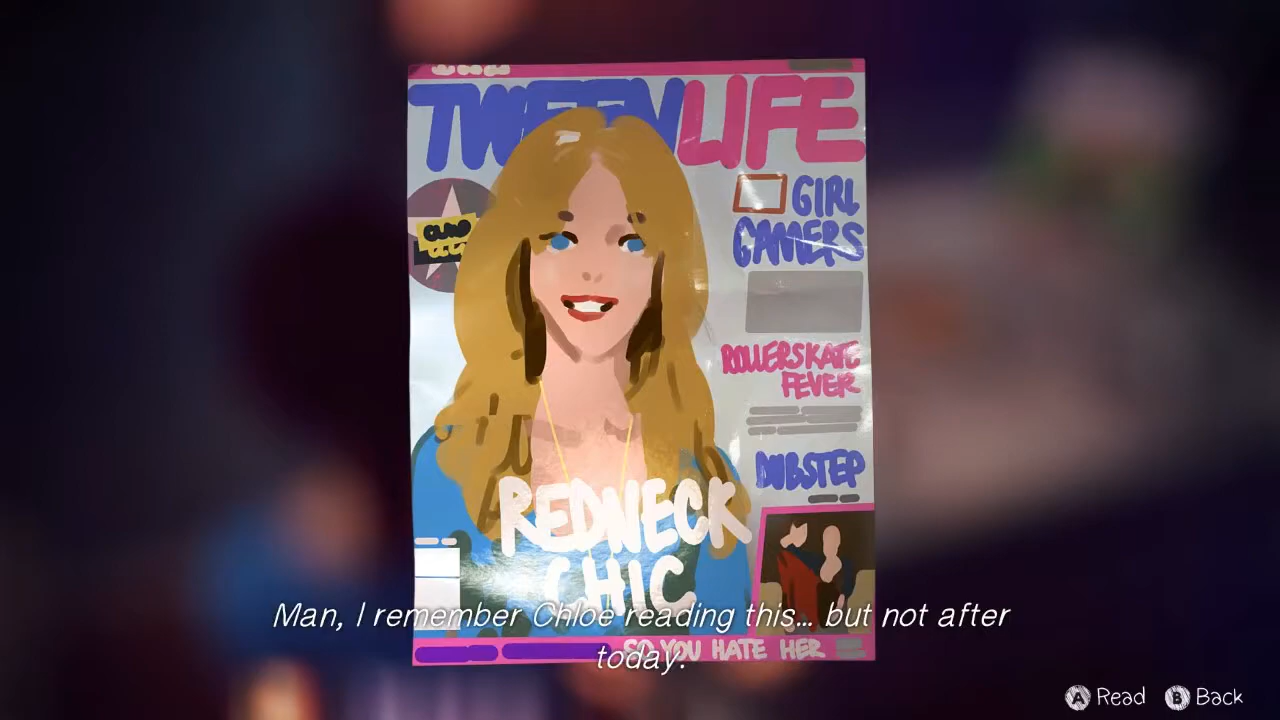 TWEENLIFE
GIRL
GAMERS
ROLLERSKATE
FEVER
DUBSTEP
REDNECK
CHIC
SO YOU HATE HER
Man, I remember Chloe reading this... but not after
today.
A Read B Back